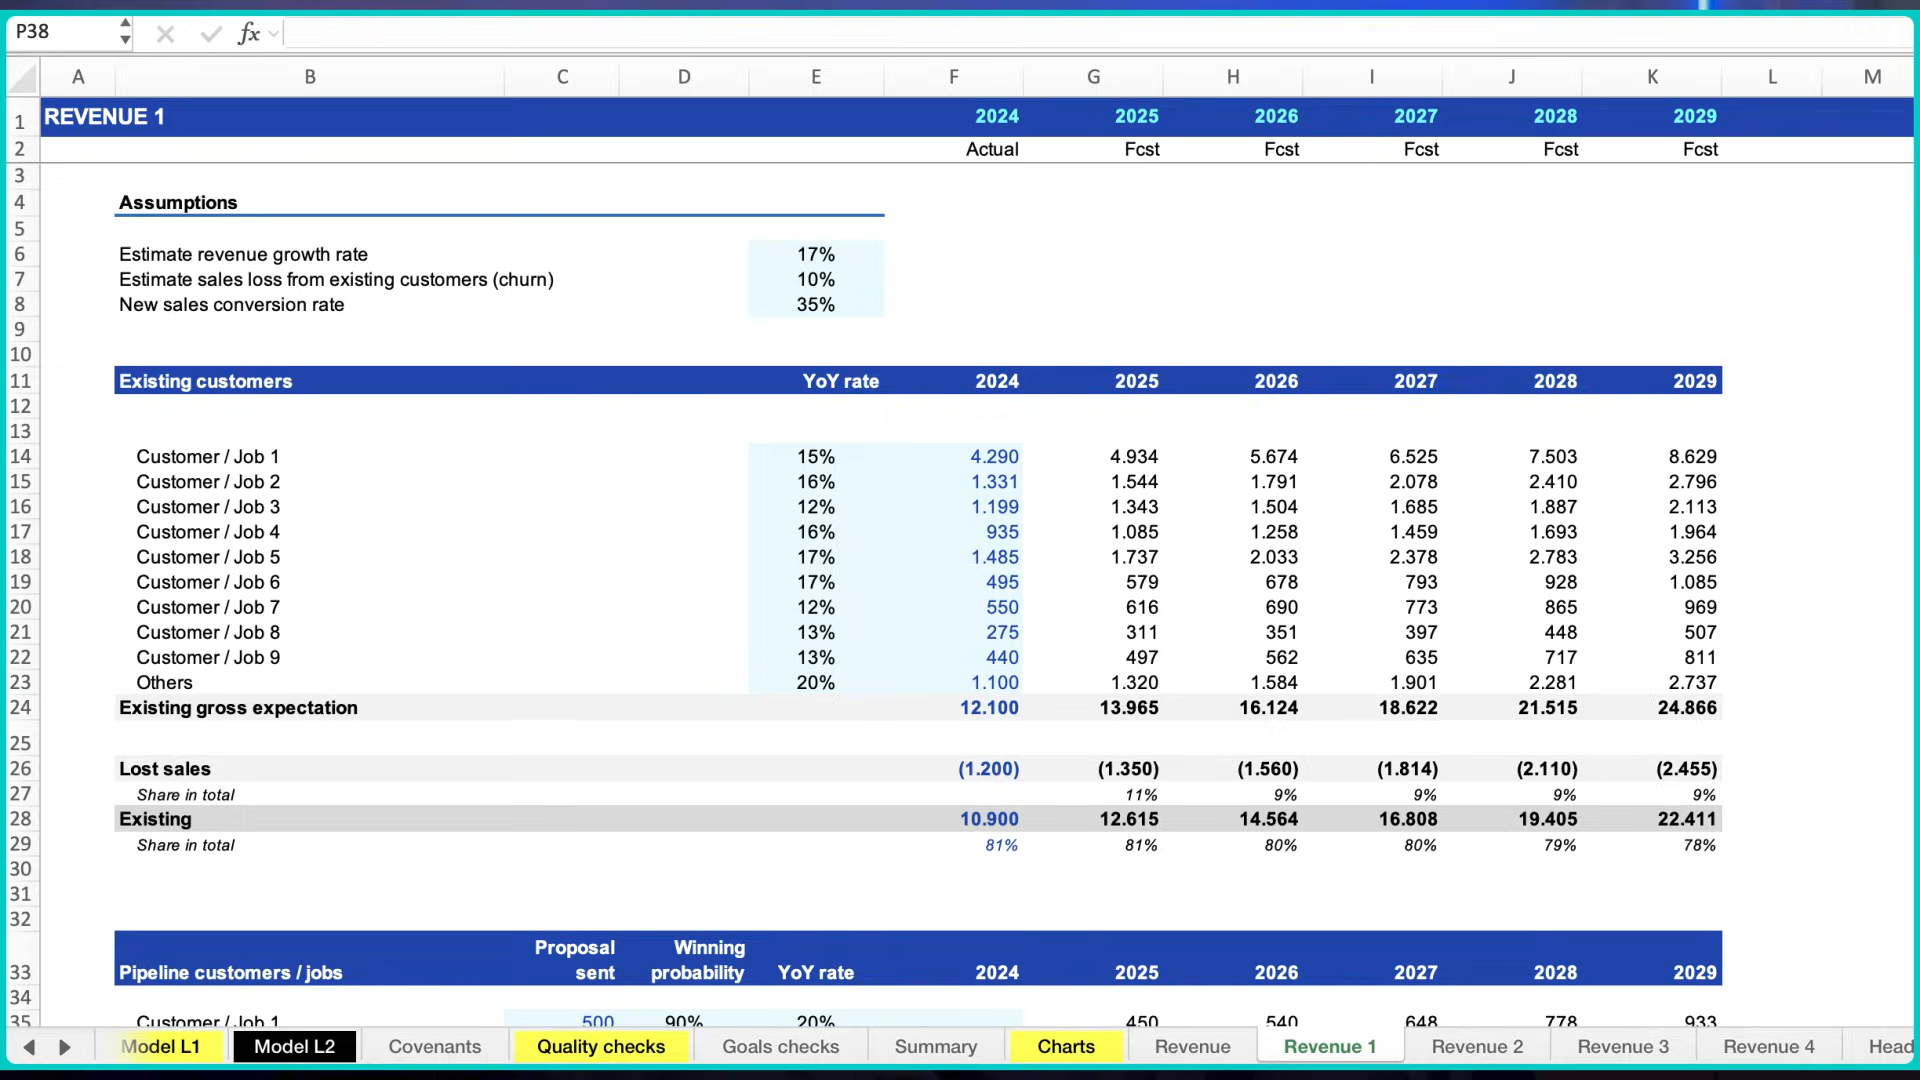 P38 fx
A B C D E F G H I J K L M
1 REVENUE 1 2024 2025 2026 2027 2028 2029
2 Actual Fcst Fcst Fcst Fcst Fcst
3
4 Assumptions
5
6 Estimate revenue growth rate 17%
7 Estimate sales loss from existing customers (churn) 10%
8 New sales conversion rate 35%
9
10
11 Existing customers YoY rate 2024 2025 2026 2027 2028 2029
12
13
14 Customer / Job 1 15% 4.290 4.934 5.674 6.525 7.503 8.629
15 Customer / Job 2 16% 1.331 1.544 1.791 2.078 2.410 2.796
16 Customer / Job 3 12% 1.199 1.343 1.504 1.685 1.887 2.113
17 Customer / Job 4 16% 935 1.085 1.258 1.459 1.693 1.964
18 Customer / Job 5 17% 1.485 1.737 2.033 2.378 2.783 3.256
19 Customer / Job 6 17% 495 579 678 793 928 1.085
20 Customer / Job 7 12% 550 616 690 773 865 969
21 Customer / Job 8 13% 275 311 351 397 448 507
22 Customer / Job 9 13% 440 497 562 635 717 811
23 Others 20% 1.100 1.320 1.584 1.901 2.281 2.737
24 Existing gross expectation 12.100 13.965 16.124 18.622 21.515 24.866
25
26 Lost sales (1.200) (1.350) (1.560) (1.814) (2.110) (2.455)
27 Share in total 11% 9% 9% 9% 9%
28 Existing 10.900 12.615 14.564 16.808 19.405 22.411
29 Share in total 81% 81% 80% 80% 79% 78%
30
31
32
Proposal Winning
33 Pipeline customers / jobs sent probability YoY rate 2024 2025 2026 2027 2028 2029
34
35 Customer / Job 1 500 90% 20% 450 540 648 778 933
Model L1 Model L2 Covenants Quality checks Goals checks Summary Charts Revenue Revenue 1 Revenue 2 Revenue 3 Revenue 4 Head